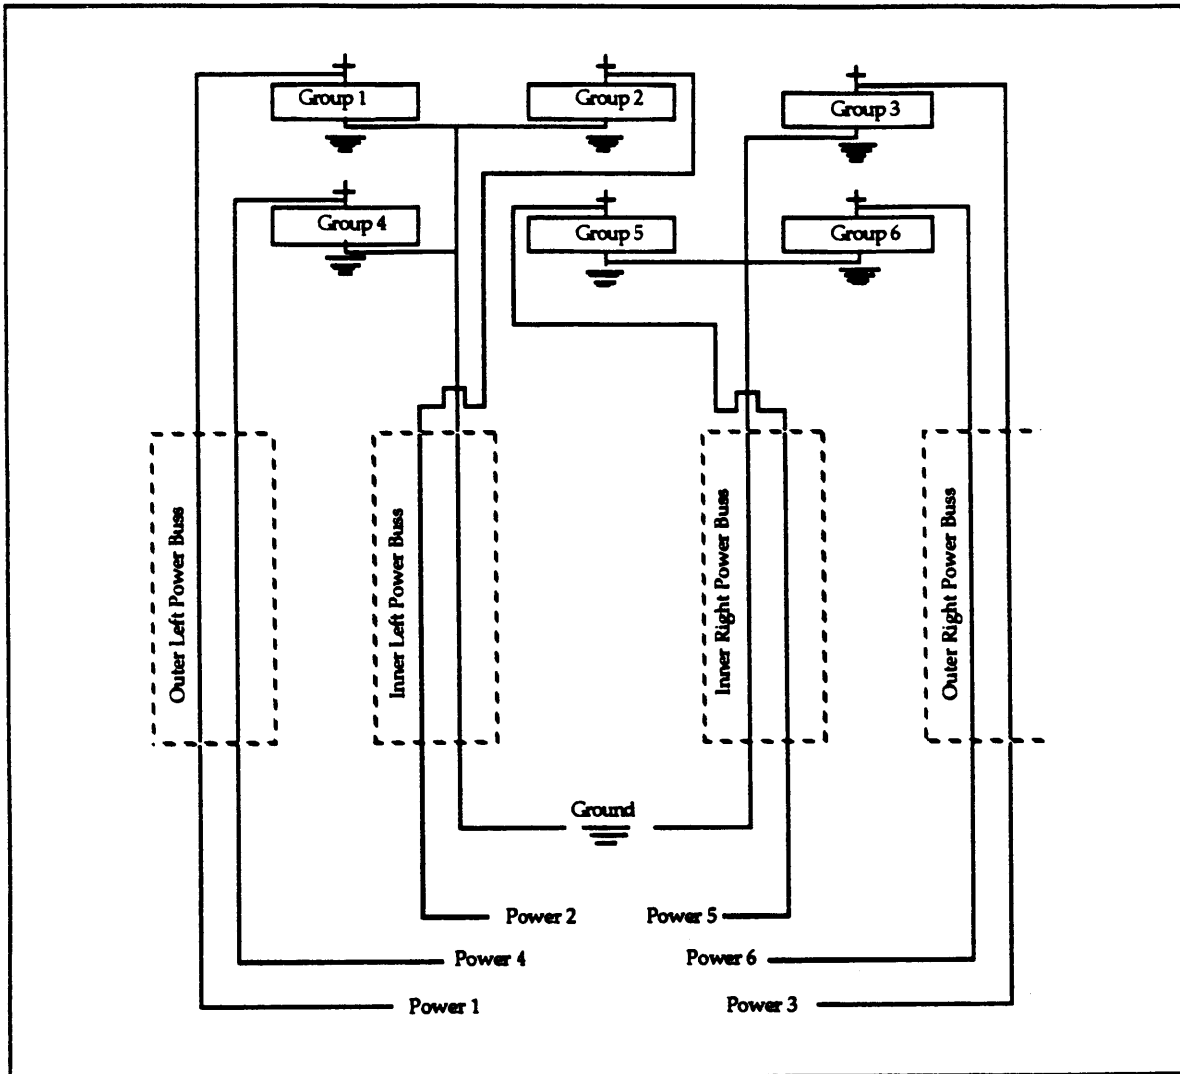 Group 1
Group 2
Group 3
Group 4
Group 5
Group 6
Outer Left Power Buss
Inner Left Power Buss
Inner Right Power Buss
Outer Right Power Buss
Ground
Power 2
Power 5
Power 4
Power 6
Power 1
Power 3